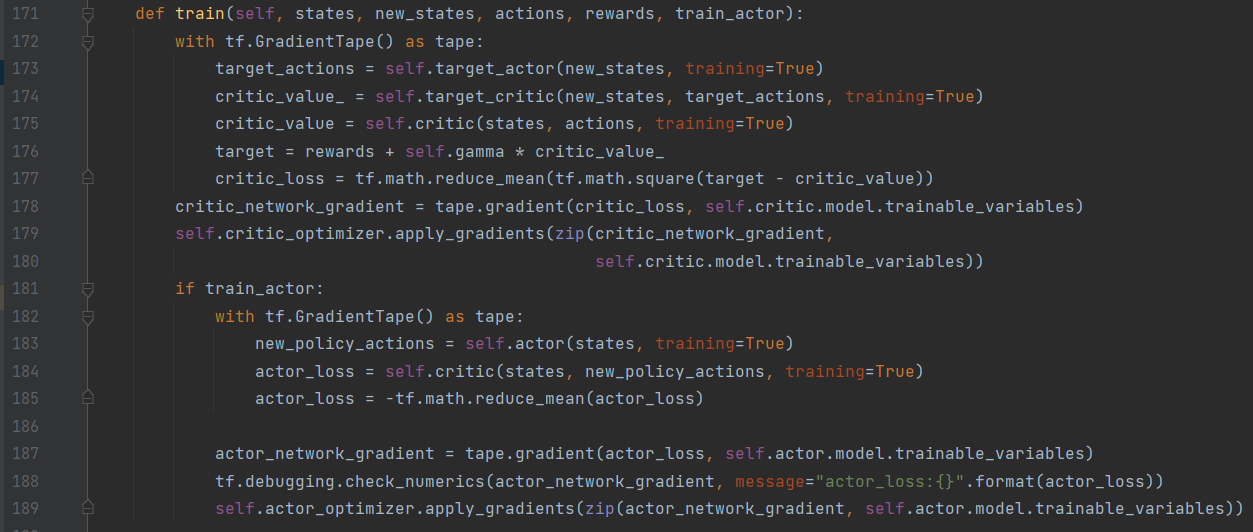 171 def train(self, states, new_states, actions, rewards, train_actor):
172 with tf.GradientTape() as tape:
173 target_actions = self.target_actor(new_states, training=True)
174 critic_value_ = self.target_critic(new_states, target_actions, training=True)
175 critic_value = self.critic(states, actions, training=True)
176 target = rewards + self.gamma * critic_value_
177 critic_loss = tf.math.reduce_mean(tf.math.square(target - critic_value))
178 critic_network_gradient = tape.gradient(critic_loss, self.critic.model.trainable_variables)
179 self.critic_optimizer.apply_gradients(zip(critic_network_gradient,
180 self.critic.model.trainable_variables))
181 if train_actor:
182 with tf.GradientTape() as tape:
183 new_policy_actions = self.actor(states, training=True)
184 actor_loss = self.critic(states, new_policy_actions, training=True)
185 actor_loss = -tf.math.reduce_mean(actor_loss)
186
187 actor_network_gradient = tape.gradient(actor_loss, self.actor.model.trainable_variables)
188 tf.debugging.check_numerics(actor_network_gradient, message="actor_loss:{}".format(actor_loss))
189 self.actor_optimizer.apply_gradients(zip(actor_network_gradient, self.actor.model.trainable_variables))